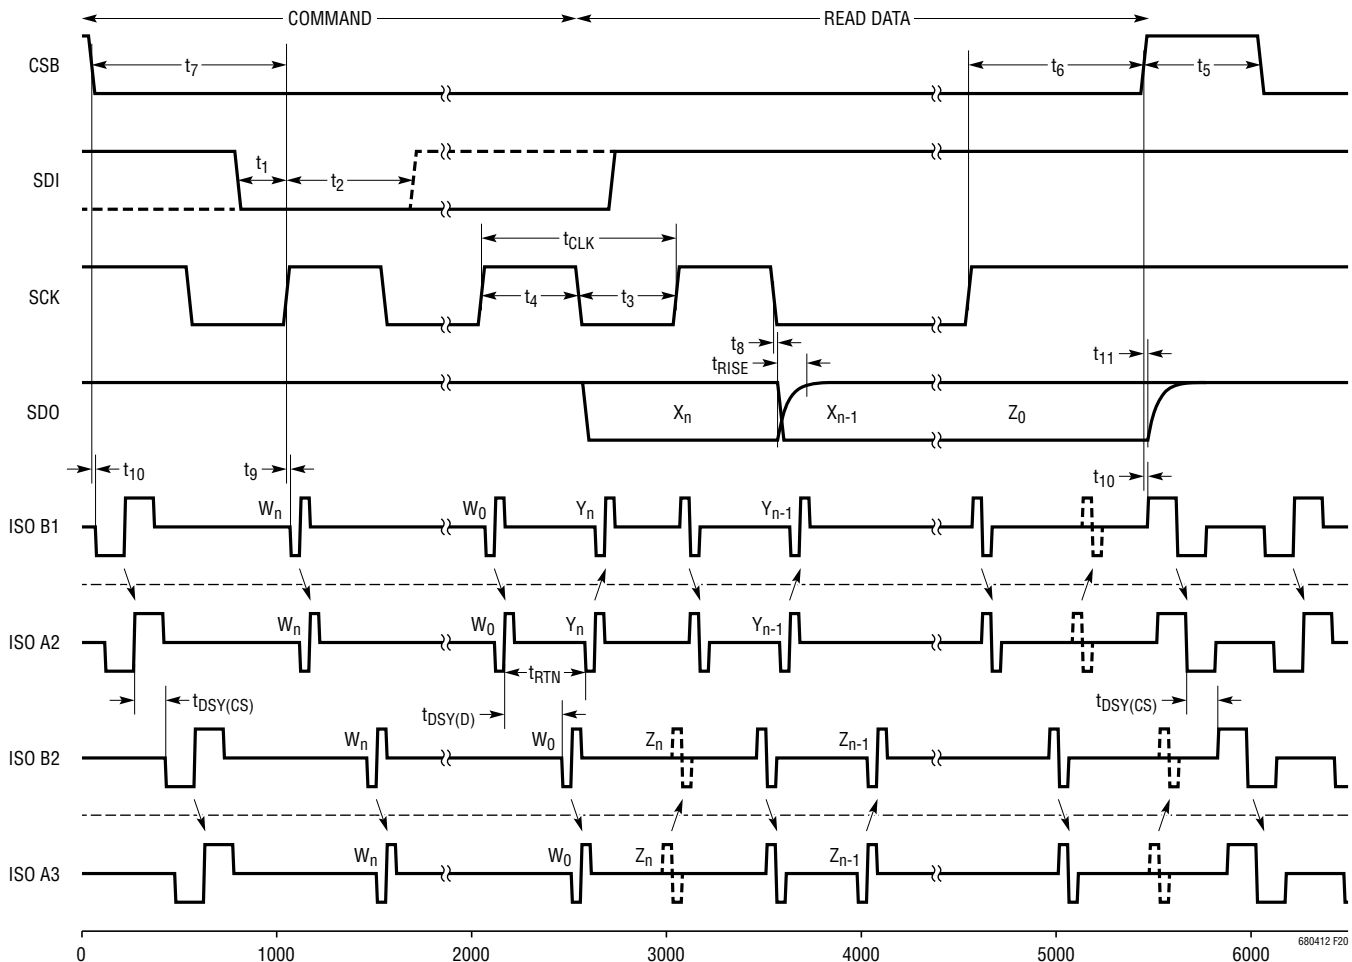 COMMAND READ DATA
CSB t7 t6 t5
t1
SDI t2
tCLK
SCK t4 t3
t8
tRISE t11
SDO Xn Xn-1 Z0
t10 t9 t10
Wn W0 Yn Yn-1
ISO B1
Wn W0 Yn Yn-1
ISO A2
tRTN
tDSY(CS) tDSY(D) tDSY(CS)
Wn W0 Zn Zn-1
ISO B2
Wn W0 Zn Zn-1
ISO A3
680412 F20
0 1000 2000 3000 4000 5000 6000